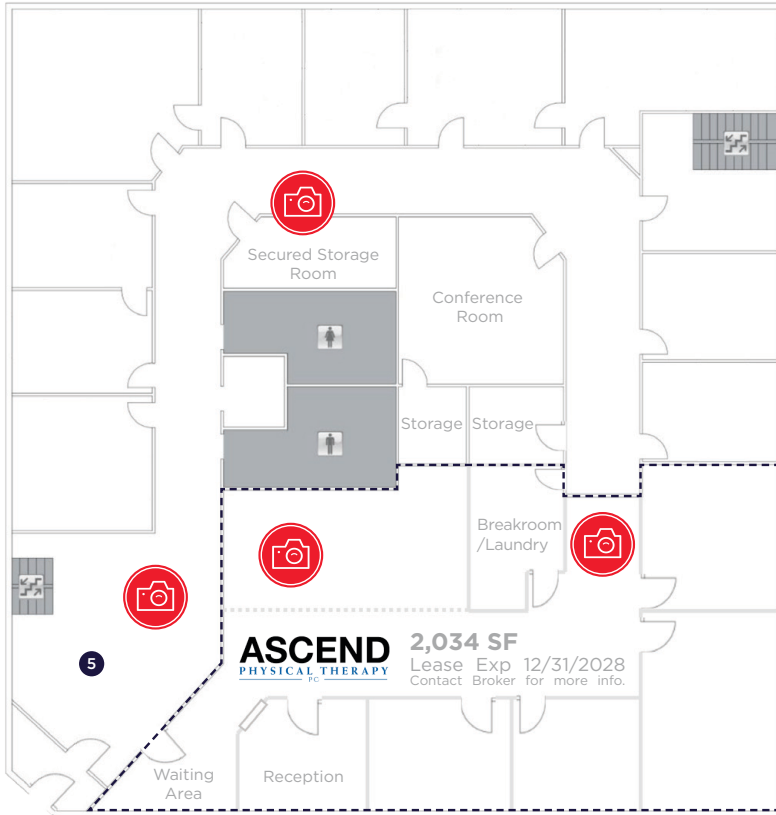 Secured Storage
Room
Conference
Room
Storage
Storage
Breakroom
/Laundry
5
ASCEND
PHYSICAL THERAPY
PC
2,034 SF
Lease Exp 12/31/2028
Contact Broker for more info.
Waiting
Area
Reception